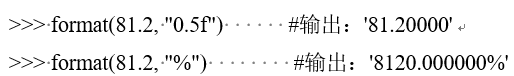 >>> format(81.2, "0.5f")            #输出：'81.20000'
>>> format(81.2, "%")                #输出：'8120.000000%'